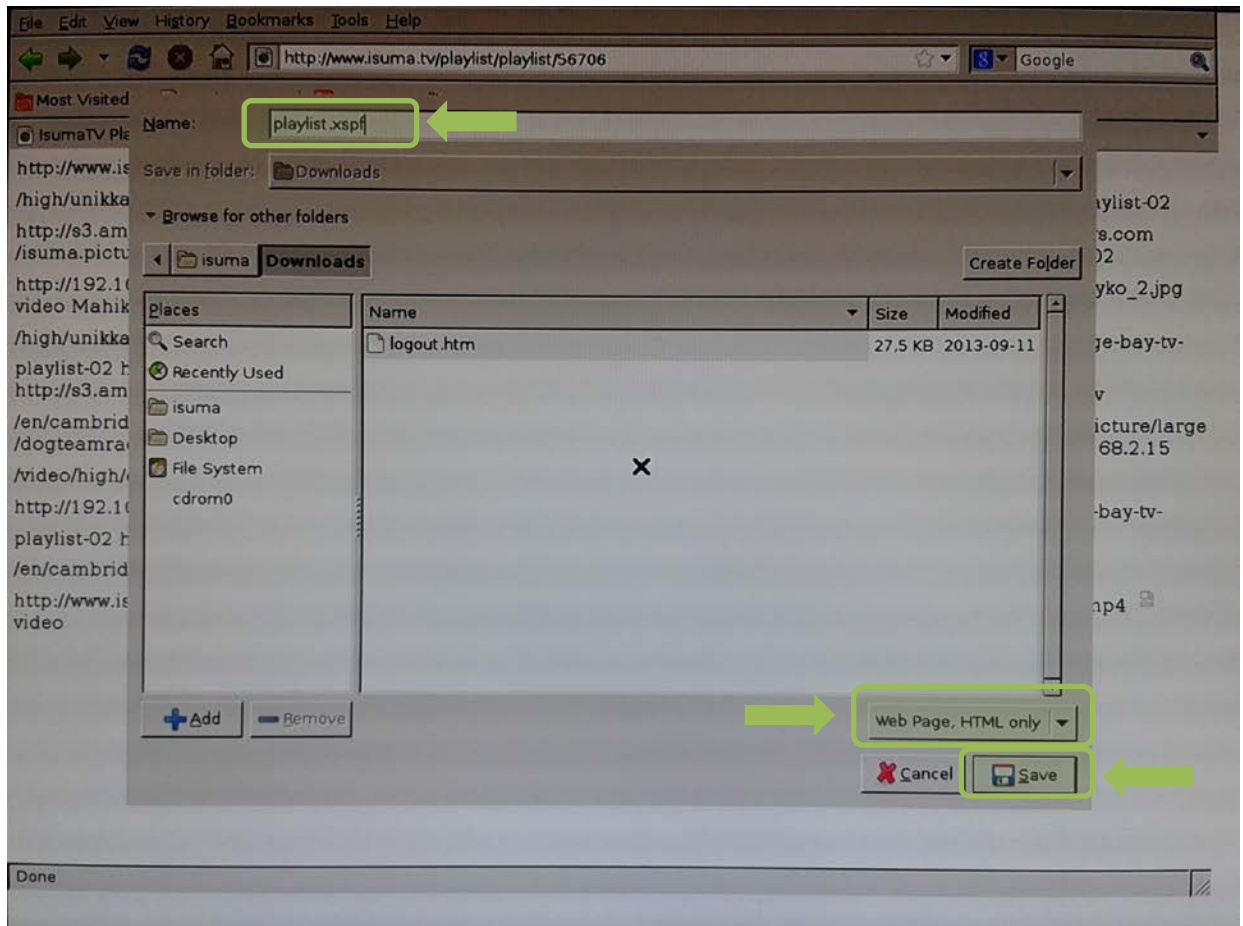 File Edit View History Bookmarks Tools Help
http://www.isuma.tv/playlist/playlist/56706
Google
Most Visited
IsumaTV Pla
Name: playlist.xspf
Save in folder: Downloads
Browse for other folders
isuma Downloads
Create Folder
Places
Search
Recently Used
isuma
Desktop
File System
cdrom0
Name Size Modified
logout.htm 27,5 KB 2013-09-11
Add Remove
Web Page, HTML only
Cancel Save
http://www.is
/high/unikka aylist-02
http://s3.am rs.com
/isuma.pictu 02
http://192.16 yko_2.jpg
video Mahik
/high/unikka ge-bay-tv-
playlist-02 h
http://s3.am v
/en/cambrid icture/large
/dogteamra 68.2.15
/video/high/
http://192.16 -bay-tv-
playlist-02 h
/en/cambrid
http://www.is mp4
video
Done